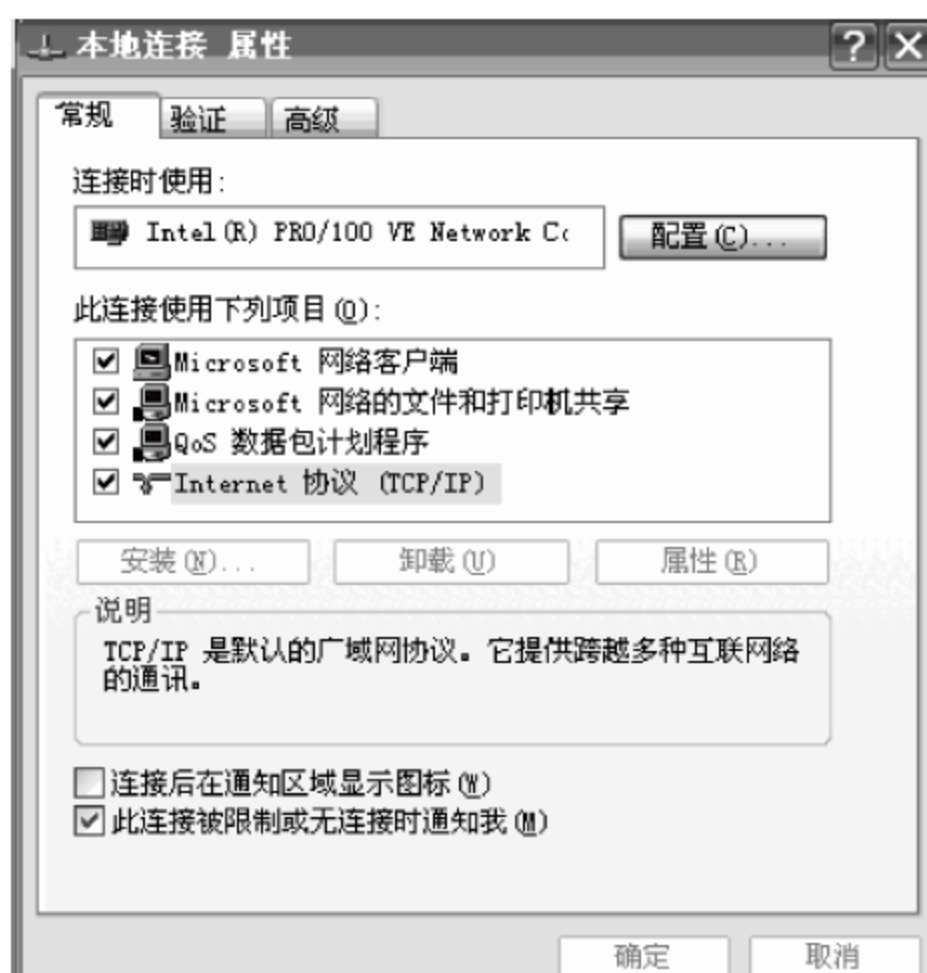 本地连接 属性
常规 验证 高级
连接时使用:
Intel(R) PRO/100 VE Network Co 配置(C)...
此连接使用下列项目(O):
Microsoft 网络客户端
Microsoft 网络的文件和打印机共享
QoS 数据包计划程序
Internet 协议 (TCP/IP)
安装(N)... 卸载(U) 属性(R)
说明
TCP/IP 是默认的广域网协议。它提供跨越多种互联网络
的通讯。
连接后在通知区域显示图标(W)
此连接被限制或无连接时通知我(M)
确定 取消